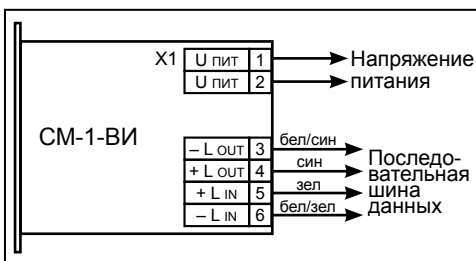 X1 U пит 1 Напряжение
U пит 2 питания
СМ-1-ВИ
– L OUT 3 бел/син
+ L OUT 4 син
+ L IN 5 зел
– L IN 6 бел/зел
Последо-
вательная
шина
данных